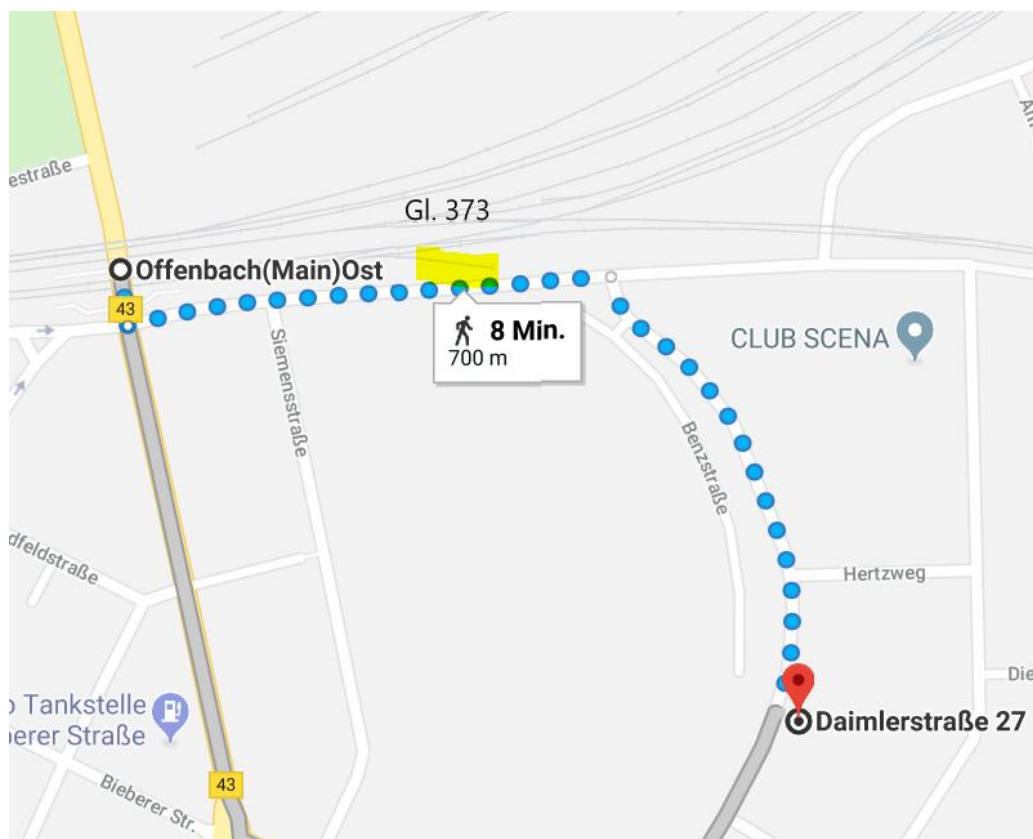 estraße
Gl. 373
Offenbach(Main)Ost
43
8 Min.
700 m
Siemensstraße
CLUB SCENA
Benzstraße
dfeldstraße
Hertzweg
Die
Tankstelle
erer Straße
Daimlerstraße 27
43
Bieberer Str.